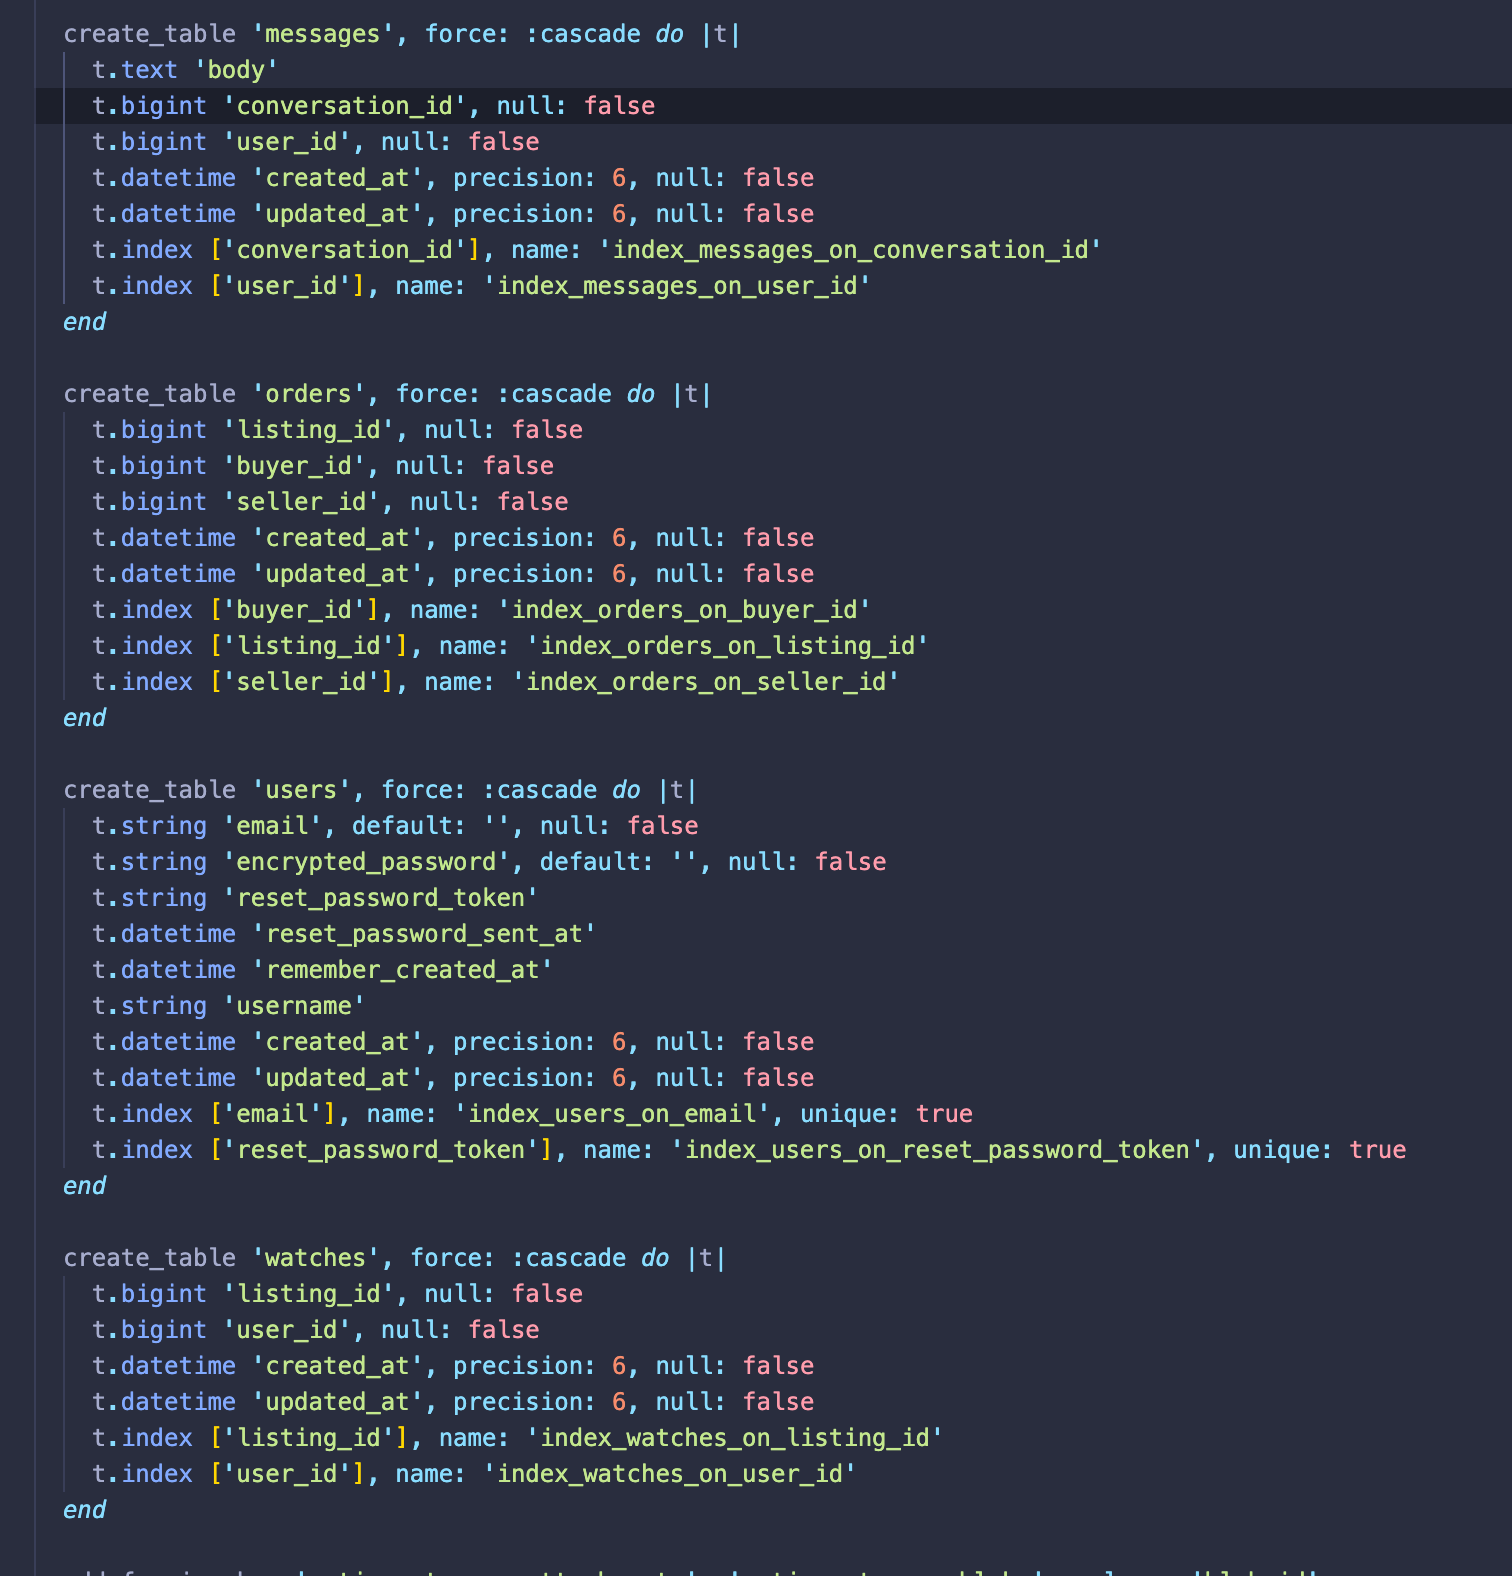 create_table 'messages', force: :cascade do |t|
t.text 'body'
t.bigint 'conversation_id', null: false
t.bigint 'user_id', null: false
t.datetime 'created_at', precision: 6, null: false
t.datetime 'updated_at', precision: 6, null: false
t.index ['conversation_id'], name: 'index_messages_on_conversation_id'
t.index ['user_id'], name: 'index_messages_on_user_id'
end
create_table 'orders', force: :cascade do |t|
t.bigint 'listing_id', null: false
t.bigint 'buyer_id', null: false
t.bigint 'seller_id', null: false
t.datetime 'created_at', precision: 6, null: false
t.datetime 'updated_at', precision: 6, null: false
t.index ['buyer_id'], name: 'index_orders_on_buyer_id'
t.index ['listing_id'], name: 'index_orders_on_listing_id'
t.index ['seller_id'], name: 'index_orders_on_seller_id'
end
create_table 'users', force: :cascade do |t|
t.string 'email', default: '', null: false
t.string 'encrypted_password', default: '', null: false
t.string 'reset_password_token'
t.datetime 'reset_password_sent_at'
t.datetime 'remember_created_at'
t.string 'username'
t.datetime 'created_at', precision: 6, null: false
t.datetime 'updated_at', precision: 6, null: false
t.index ['email'], name: 'index_users_on_email', unique: true
t.index ['reset_password_token'], name: 'index_users_on_reset_password_token', unique: true
end
create_table 'watches', force: :cascade do |t|
t.bigint 'listing_id', null: false
t.bigint 'user_id', null: false
t.datetime 'created_at', precision: 6, null: false
t.datetime 'updated_at', precision: 6, null: false
t.index ['listing_id'], name: 'index_watches_on_listing_id'
t.index ['user_id'], name: 'index_watches_on_user_id'
end